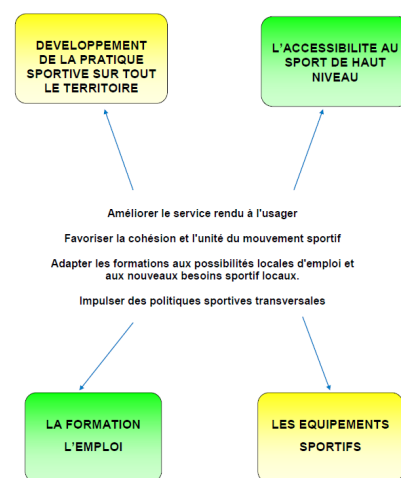 DEVELOPPEMENT
DE LA PRATIQUE
SPORTIVE SUR TOUT
LE TERRITOIRE
L'ACCESSIBILITE AU
SPORT DE HAUT
NIVEAU
Améliorer le service rendu à l'usager
Favoriser la cohésion et l'unité du mouvement sportif
Adapter les formations aux possibilités locales d'emploi et
aux nouveaux besoins sportif locaux.
Impulser des politiques sportives transversales
LA FORMATION
L'EMPLOI
LES EQUIPEMENTS
SPORTIFS